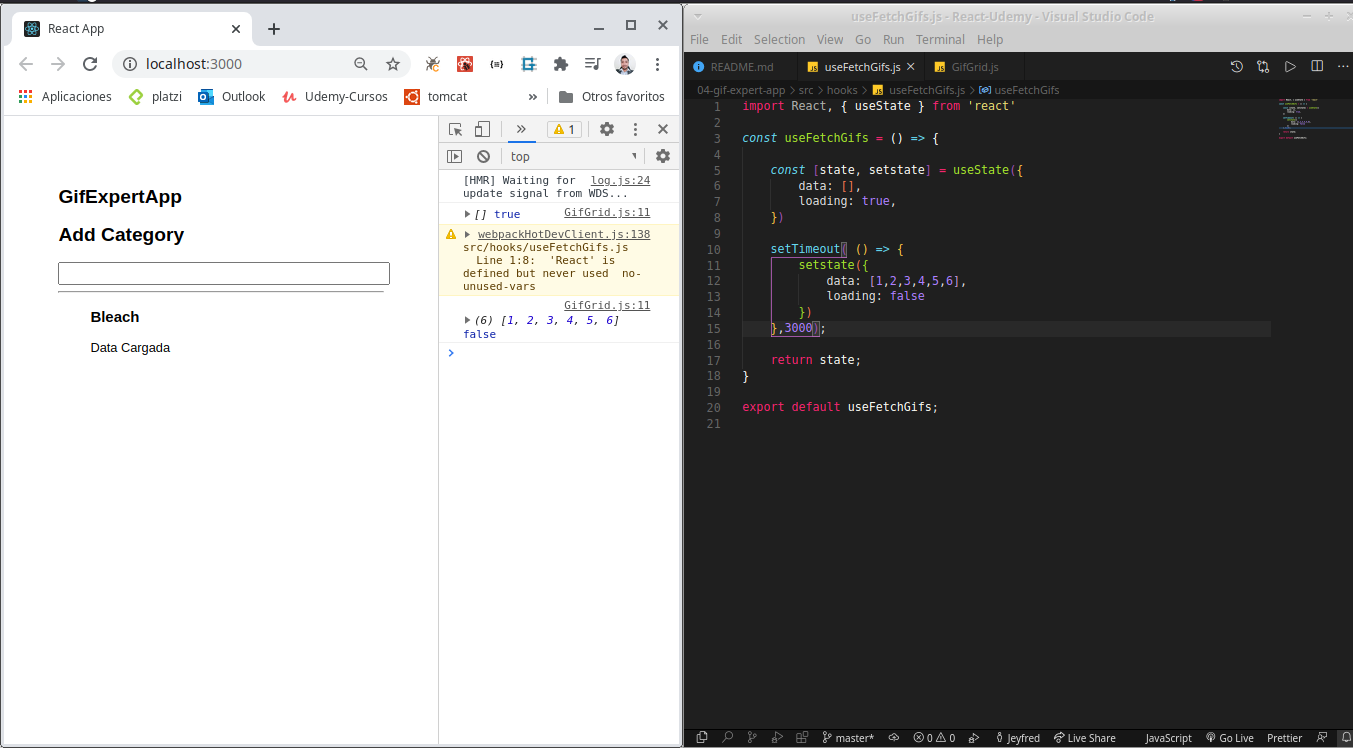 React App
localhost:3000
Aplicaciones
platzi
Outlook
Udemy-Cursos
tomcat
»
Otros favoritos
GifExpertApp
Add Category
Bleach
Data Cargada
» 1
top
[HMR] Waiting for log.js:24
update signal from WDS...
[] true GifGrid.js:11
webpackHotDevClient.js:138
src/hooks/useFetchGifs.js
Line 1:8: 'React' is
defined but never used no-
unused-vars
GifGrid.js:11
(6) [1, 2, 3, 4, 5, 6]
false
useFetchGifs.js - React-Udemy - Visual Studio Code
File Edit Selection View Go Run Terminal Help
README.md
JS useFetchGifs.js
JS GifGrid.js
04-gif-expert-app > src > hooks > JS useFetchGifs.js > useFetchGifs
1 import React, { useState } from 'react'
2
3 const useFetchGifs = () => {
4
5 const [state, setstate] = useState({
6 data: [],
7 loading: true,
8 })
9
10 setTimeout( () => {
11 setstate({
12 data: [1,2,3,4,5,6],
13 loading: false
14 })
15 },3000);
16
17 return state;
18 }
19
20 export default useFetchGifs;
21
master* 0 0 Jeyfred Live Share JavaScript Go Live Prettier